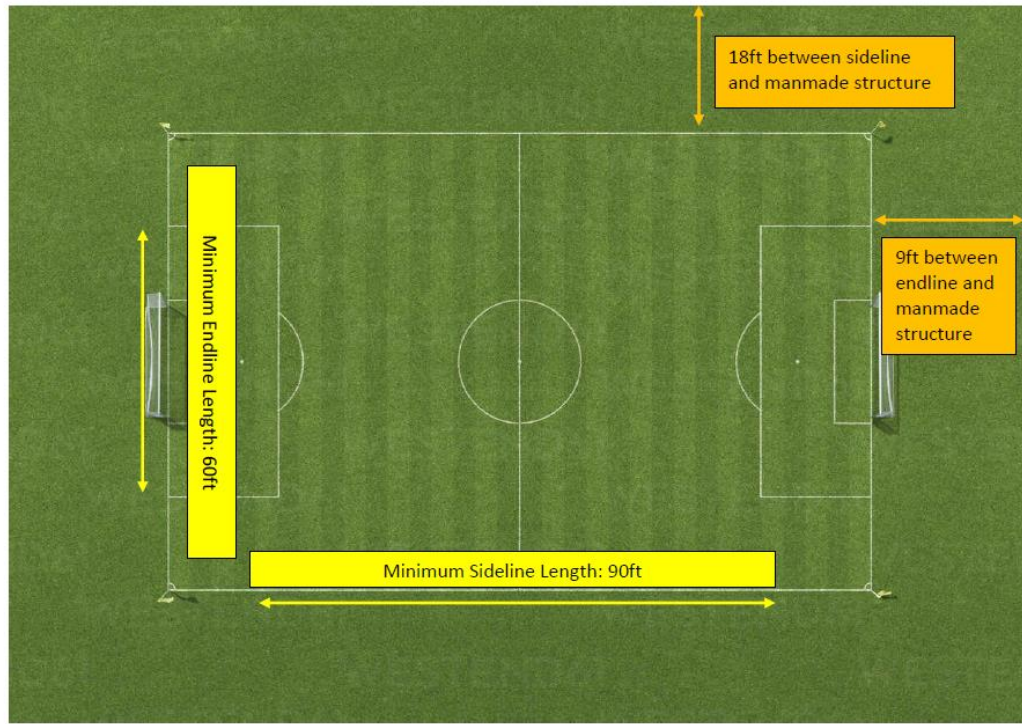 18ft between sideline
and manmade structure
9ft between
endline and
manmade
structure
Minimum Endline Length: 60ft
Minimum Sideline Length: 90ft